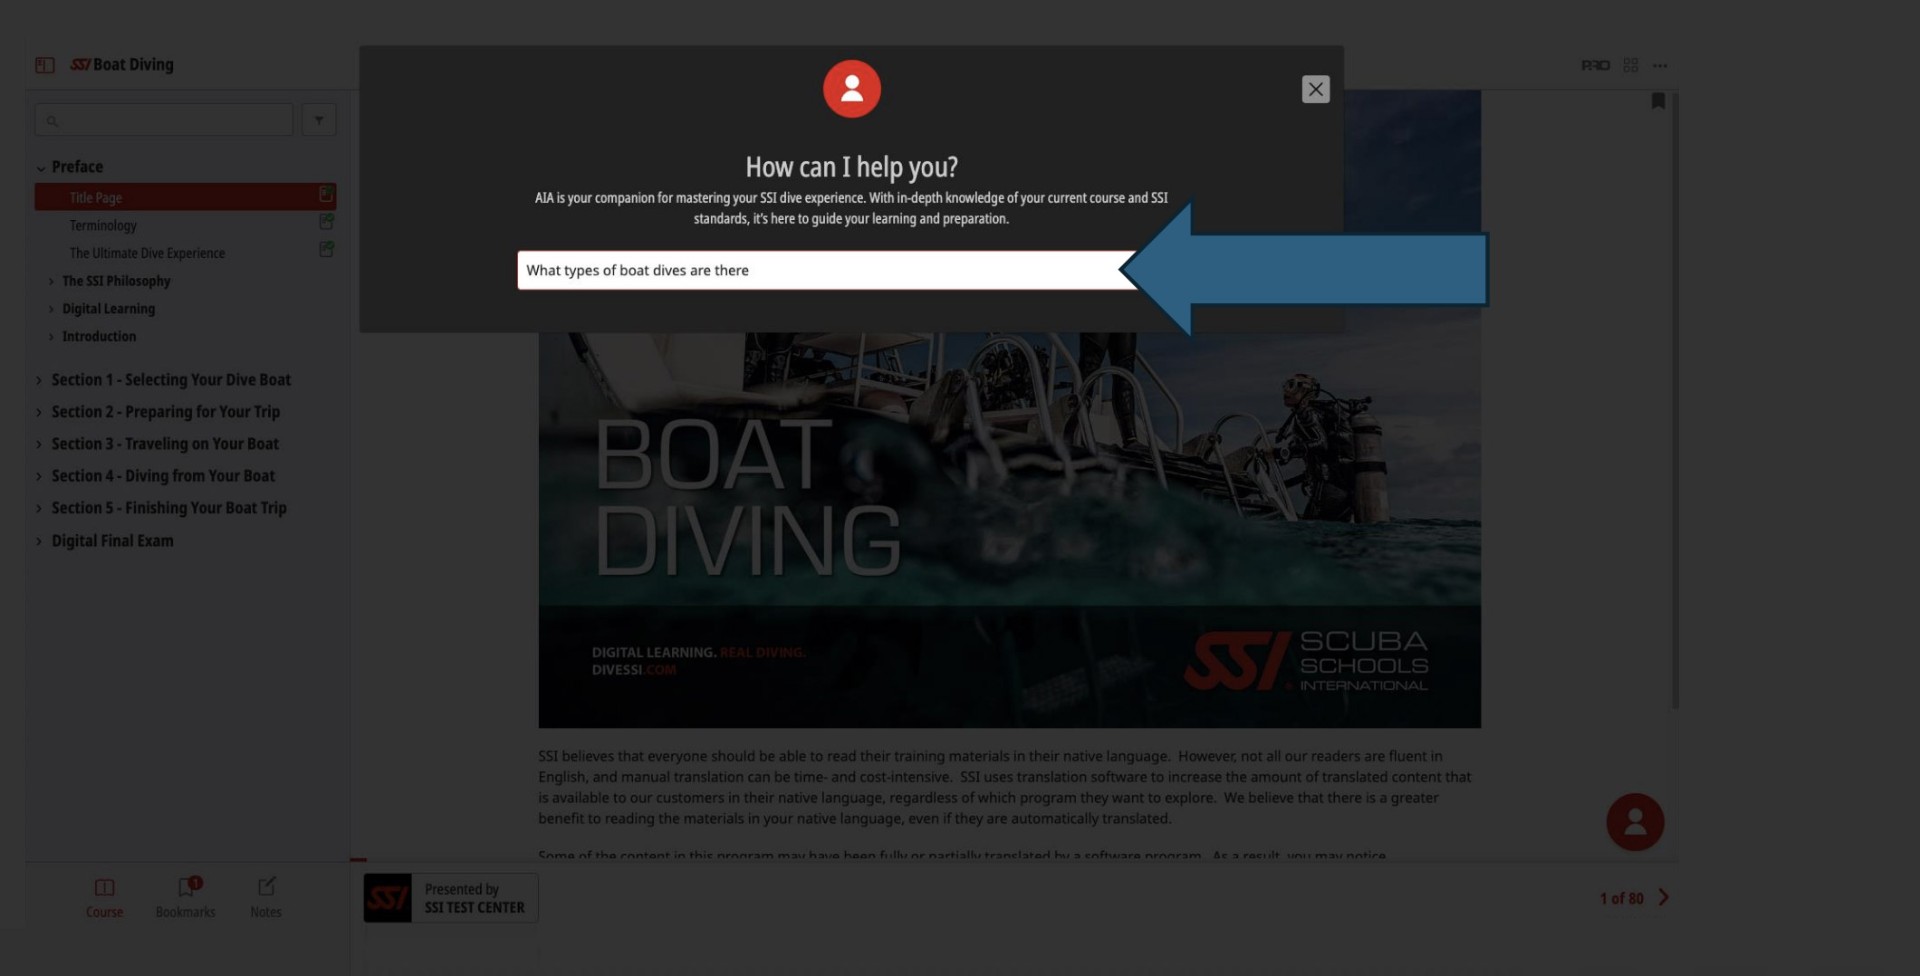 SSI Boat Diving
PRO
How can I help you?
AIA is your companion for mastering your SSI dive experience. With in-depth knowledge of your current course and SSI
standards, it's here to guide your learning and preparation.
What types of boat dives are there
Preface
Title Page
Terminology
The Ultimate Dive Experience
The SSI Philosophy
Digital Learning
Introduction
Section 1 - Selecting Your Dive Boat
Section 2 - Preparing for Your Trip
Section 3 - Traveling on Your Boat
Section 4 - Diving from Your Boat
Section 5 - Finishing Your Boat Trip
Digital Final Exam
BOAT
DIVING
DIGITAL LEARNING. REAL DIVING.
DIVESSI.COM
SSI SCUBA
SCHOOLS
INTERNATIONAL
SSI believes that everyone should be able to read their training materials in their native language. However, not all our readers are fluent in
English, and manual translation can be time- and cost-intensive. SSI uses translation software to increase the amount of translated content that
is available to our customers in their native language, regardless of which program they want to explore. We believe that there is a greater
benefit to reading the materials in your native language, even if they are automatically translated.
Some of the content in this program may have been fully or partially translated by a software program. As a result, you may notice
1
Course
Bookmarks
Notes
SSI
Presented by
SSI TEST CENTER
1 of 80